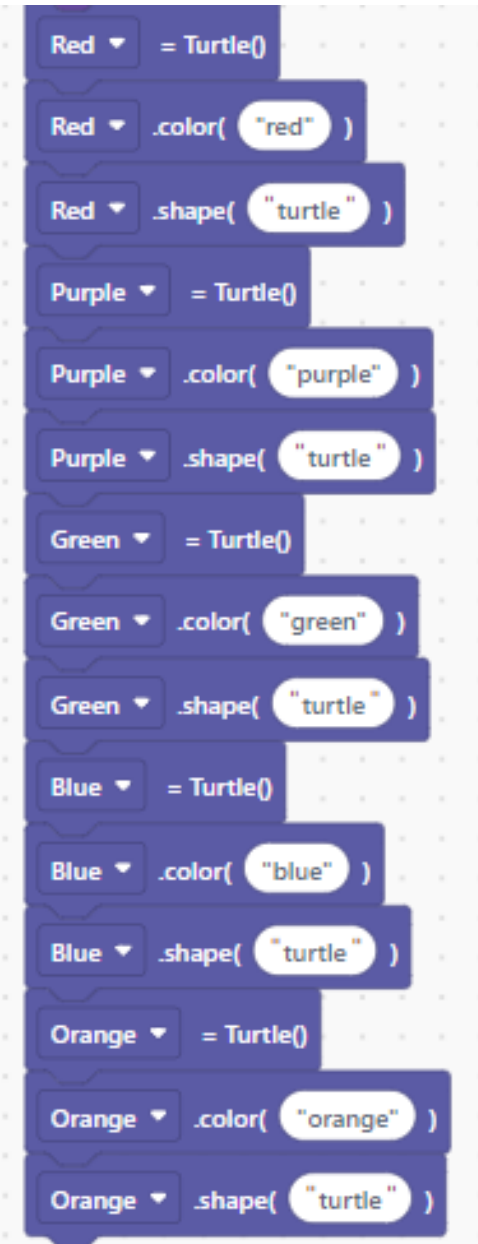 Red = Turtle()
Red .color( "red" )
Red .shape( "turtle" )
Purple = Turtle()
Purple .color( "purple" )
Purple .shape( "turtle" )
Green = Turtle()
Green .color( "green" )
Green .shape( "turtle" )
Blue = Turtle()
Blue .color( "blue" )
Blue .shape( "turtle" )
Orange = Turtle()
Orange .color( "orange" )
Orange .shape( "turtle" )